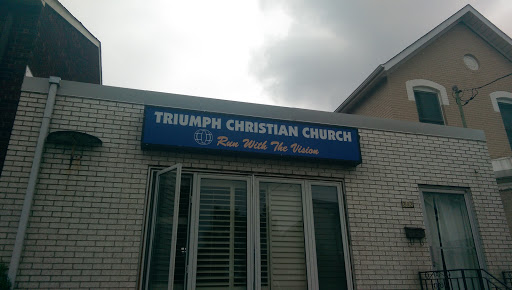 TRIUMPH CHRISTIAN CHURCH
Run With The Vision